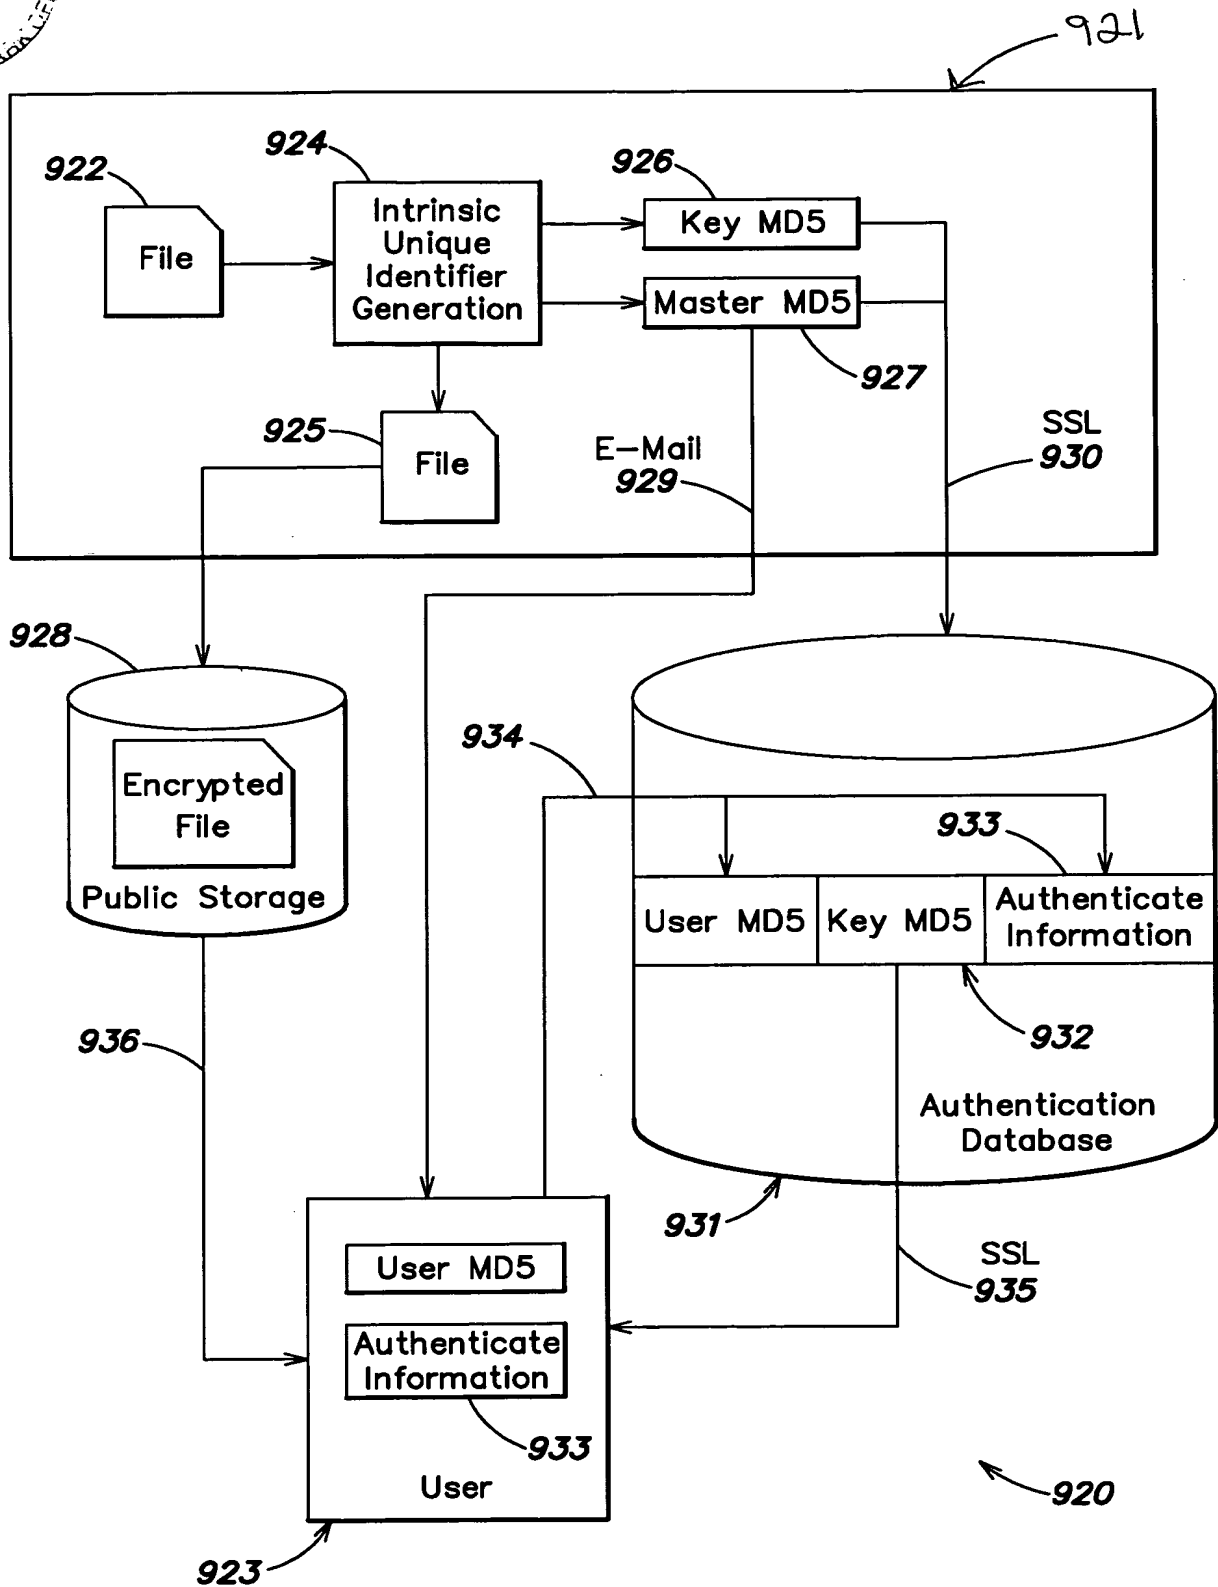 921
922
924
926
File
Intrinsic
Unique
Identifier
Generation
Key MD5
Master MD5
927
925
File
E-Mail
929
SSL
930
928
Encrypted
File
Public Storage
934
933
User MD5
Key MD5
Authenticate
Information
932
936
Authentication
Database
931
SSL
935
User MD5
Authenticate
Information
933
User
920
923